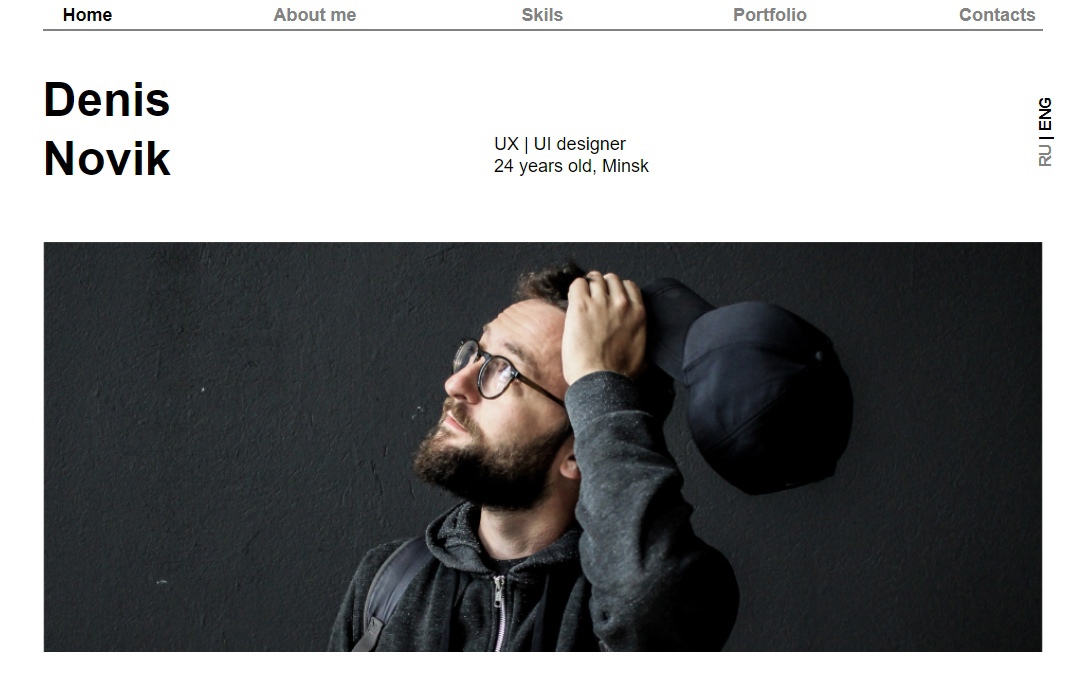 Home About me Skils Portfolio Contacts
Denis
Novik
UX | UI designer
24 years old, Minsk
RU | ENG